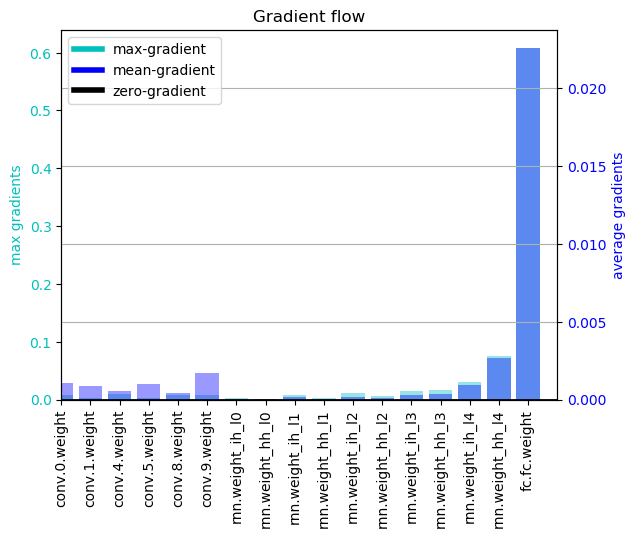 Gradient flow
max-gradient
mean-gradient
zero-gradient
max gradients
0.6
0.5
0.4
0.3
0.2
0.1
0.0
average gradients
0.020
0.015
0.010
0.005
0.000
conv.0.weight
conv.1.weight
conv.4.weight
conv.5.weight
conv.8.weight
conv.9.weight
rnn.weight_ih_l0
rnn.weight_hh_l0
rnn.weight_ih_l1
rnn.weight_hh_l1
rnn.weight_ih_l2
rnn.weight_hh_l2
rnn.weight_ih_l3
rnn.weight_hh_l3
rnn.weight_ih_l4
rnn.weight_hh_l4
fc.fc.weight